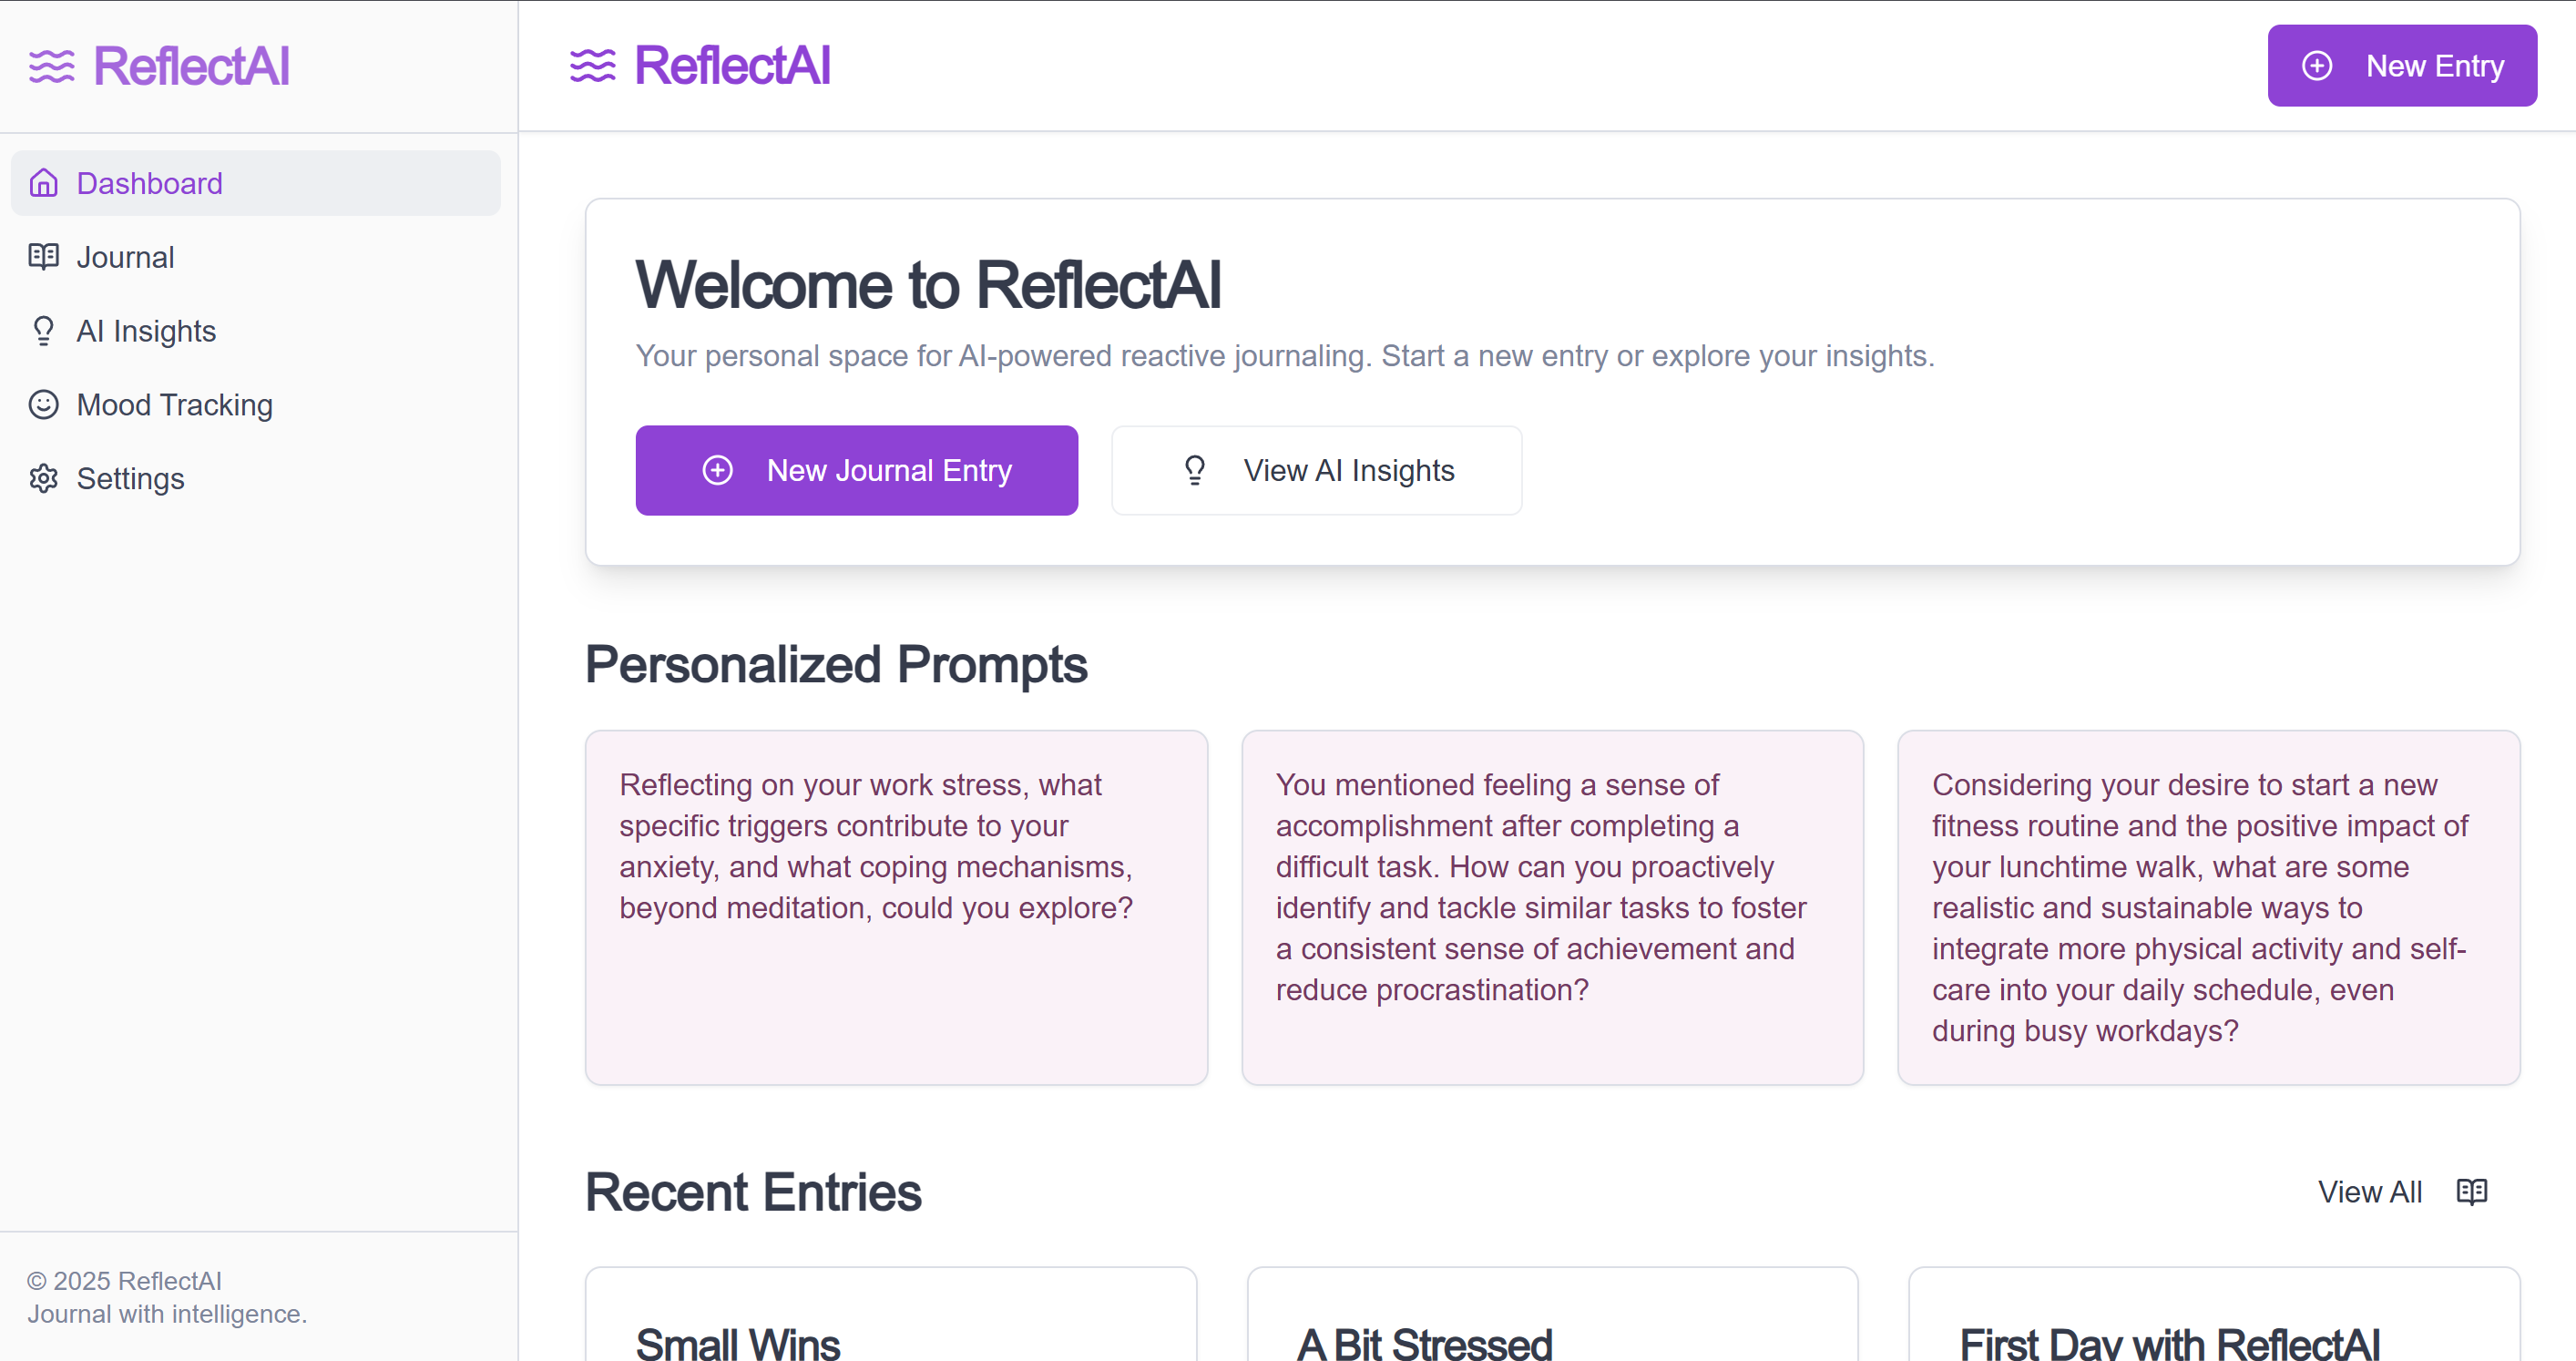 ReflectAI
Dashboard
Journal
AI Insights
Mood Tracking
Settings
© 2025 ReflectAI
Journal with intelligence.
ReflectAI
New Entry
Welcome to ReflectAI
Your personal space for AI-powered reactive journaling. Start a new entry or explore your insights.
New Journal Entry
View AI Insights
Personalized Prompts
Reflecting on your work stress, what
specific triggers contribute to your
anxiety, and what coping mechanisms,
beyond meditation, could you explore?
You mentioned feeling a sense of
accomplishment after completing a
difficult task. How can you proactively
identify and tackle similar tasks to foster
a consistent sense of achievement and
reduce procrastination?
Considering your desire to start a new
fitness routine and the positive impact of
your lunchtime walk, what are some
realistic and sustainable ways to
integrate more physical activity and self-
care into your daily schedule, even
during busy workdays?
Recent Entries
View All
Small Wins
A Bit Stressed
First Day with ReflectAI